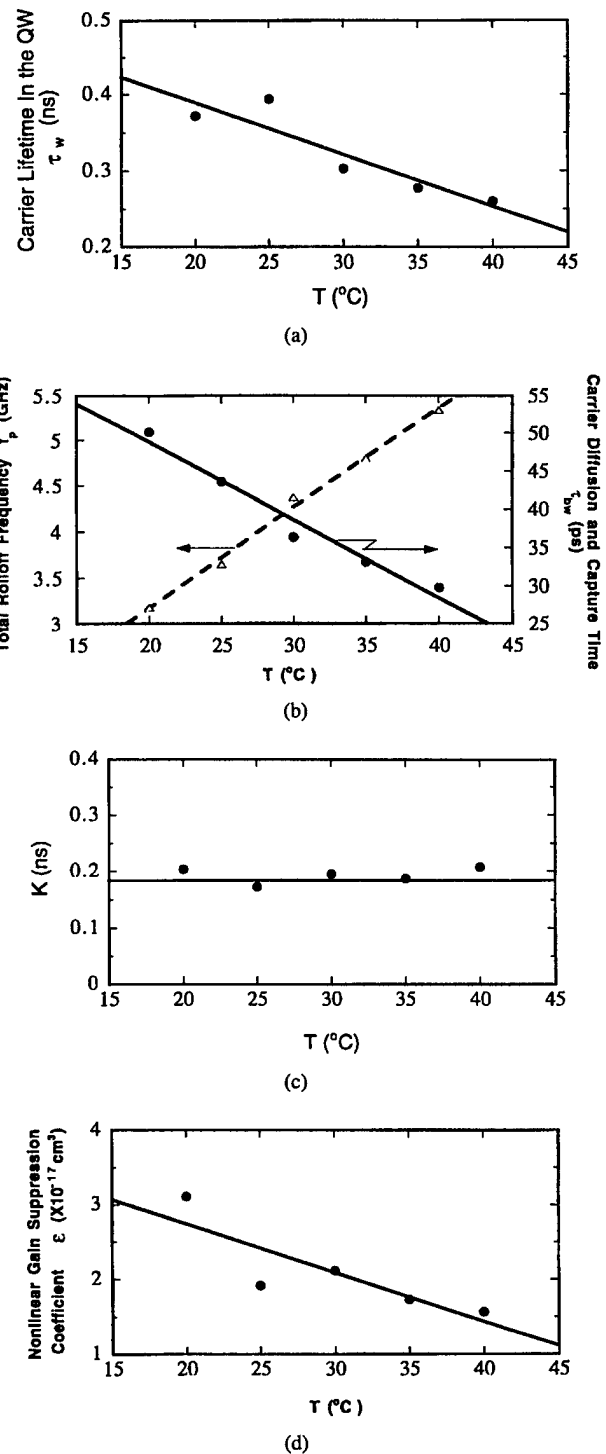 0.5
0.4
0.3
0.2
Carrier Lifetime In the QW
τ w (ns)
15 20 25 30 35 40 45
T (°C)
(a)
5.5
5
4.5
4
3.5
3
Total Rolloff Frequency γp (GHz)
55
50
45
40
35
30
25
Carrier Diffusion and Capture Time
τbw (ps)
15 20 25 30 35 40 45
T (°C)
(b)
0.4
0.3
0.2
0.1
0
K (ns)
15 20 25 30 35 40 45
T (°C)
(c)
4
3
2
1
Nonlinear Gain Suppression
Coefficient ε (X10⁻¹⁷ cm³)
15 20 25 30 35 40 45
T (°C)
(d)